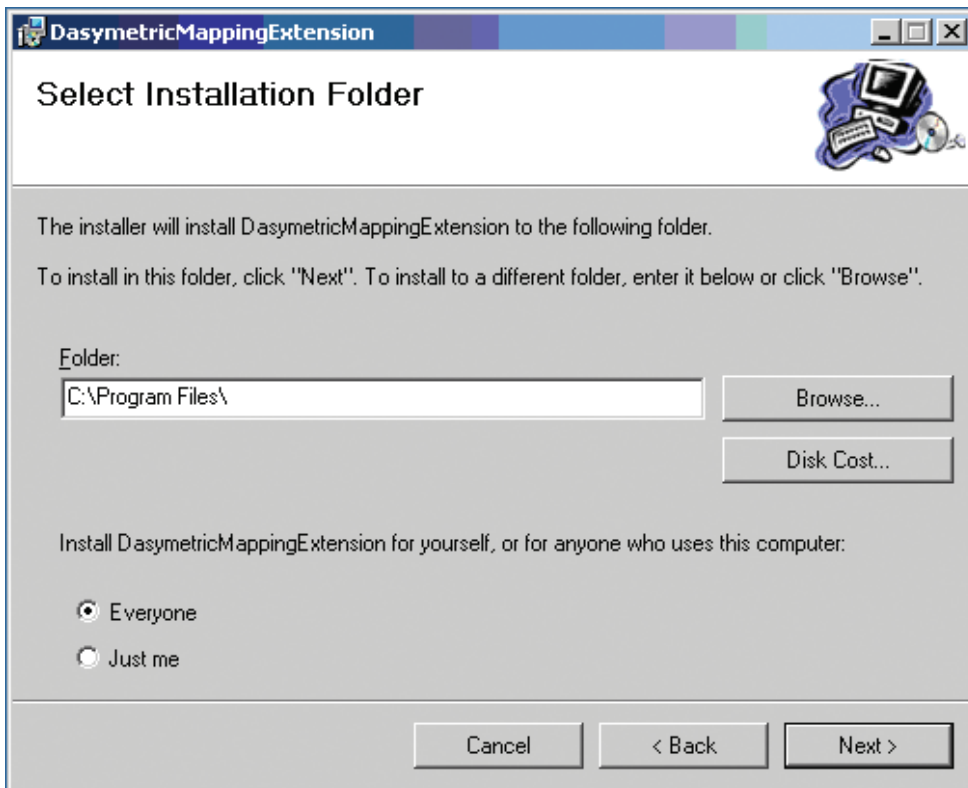 DasymetricMappingExtension
Select Installation Folder
The installer will install DasymetricMappingExtension to the following folder.
To install in this folder, click "Next". To install to a different folder, enter it below or click "Browse".
Folder:
C:\Program Files\
Browse...
Disk Cost...
Install DasymetricMappingExtension for yourself, or for anyone who uses this computer:
Everyone
Just me
Cancel
< Back
Next >